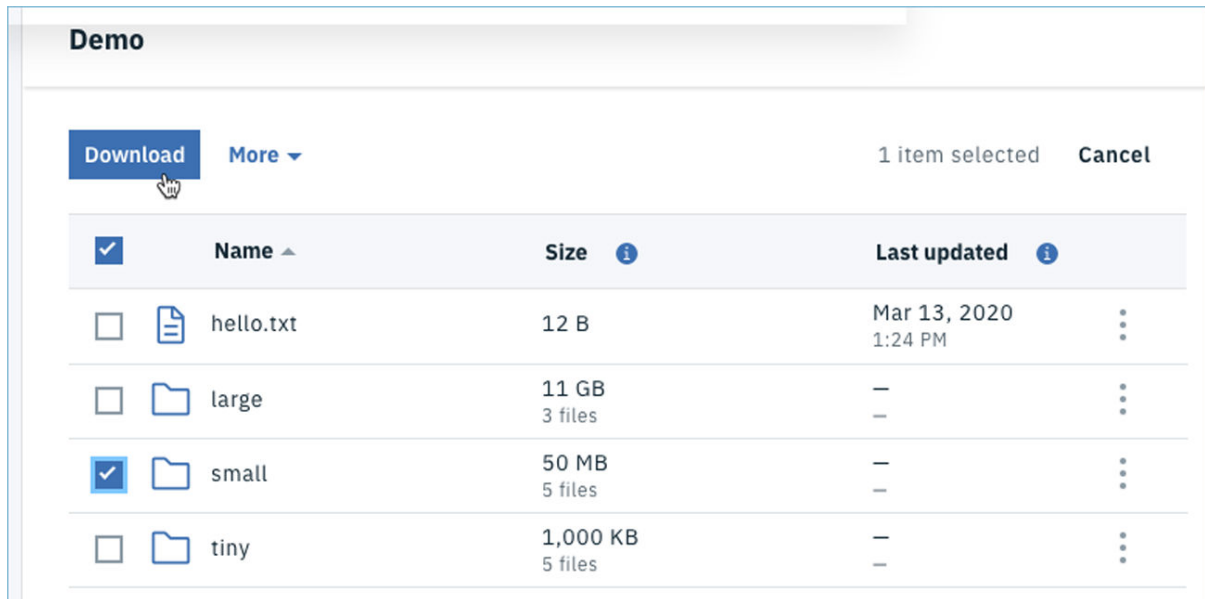 Demo
Download More 1 item selected Cancel
Name Size Last updated
hello.txt 12 B Mar 13, 2020
1:24 PM
large 11 GB –
3 files –
small 50 MB –
5 files –
tiny 1,000 KB –
5 files –